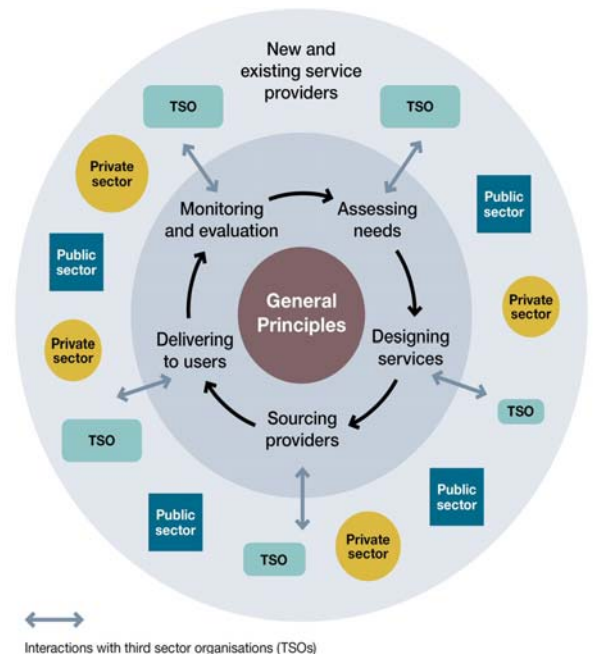 New and
existing service
providers
TSO
TSO
Private
sector
Public
sector
Monitoring
and evaluation
Assessing
needs
Public
sector
General
Principles
Private
sector
Private
sector
Delivering
to users
Designing
services
TSO
Sourcing
providers
TSO
Public
sector
Public
sector
TSO
Private
sector
Interactions with third sector organisations (TSOs)